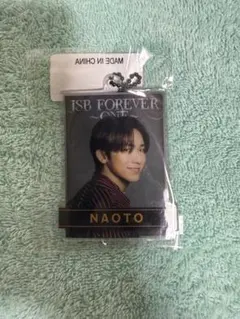 MADE IN CHINA
JSB FOREVER
~ONE~
NAOTO